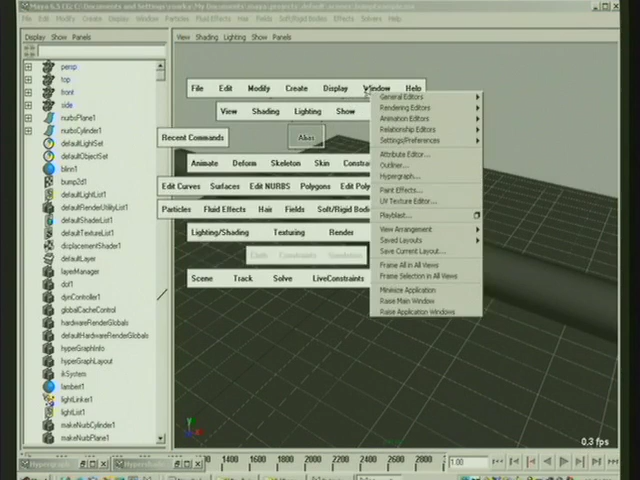 Display Show Panels
View Shading Lighting Show Panels
persp
top
front
side
nurbsPlane1
nurbsCylinder1
defaultLightSet
defaultObjectSet
blinn1
bump2d1
defaultLightList1
defaultRenderUtilityList1
defaultShaderList1
defaultTextureList1
displacementShader1
defaultLayer
layerManager
dof1
dynController1
globalCacheControl
hardwareRenderGlobals
defaultHardwareRenderGlobals
hyperGraphInfo
hyperGraphLayout
ikSystem
lambert1
lightLinker1
lightList1
makeNurbCylinder1
makeNurbPlane1
File Edit Modify Create Display Window Help
View Shading Lighting Show
Recent Commands
Alias
Animate Deform Skeleton Skin
Edit Curves Surfaces Edit NURBS Polygons Edit
Particles Fluid Effects Hair Fields Soft/Rigid
Lighting/Shading Texturing Render
Scene Track Solve LiveConstraints
General Editors
Rendering Editors
Animation Editors
Relationship Editors
Settings/Preferences
Attribute Editor...
Outliner...
Hypergraph...
Paint Effects...
UV Texture Editor...
Playblast...
View Arrangement
Saved Layouts
Save Current Layout...
Frame All in All Views
Frame Selection in All Views
Minimize Application
Raise Main Window
Raise Application Windows
0.3 fps
1400 1600 1800 2000 2200 2400 2600 2800
1.00